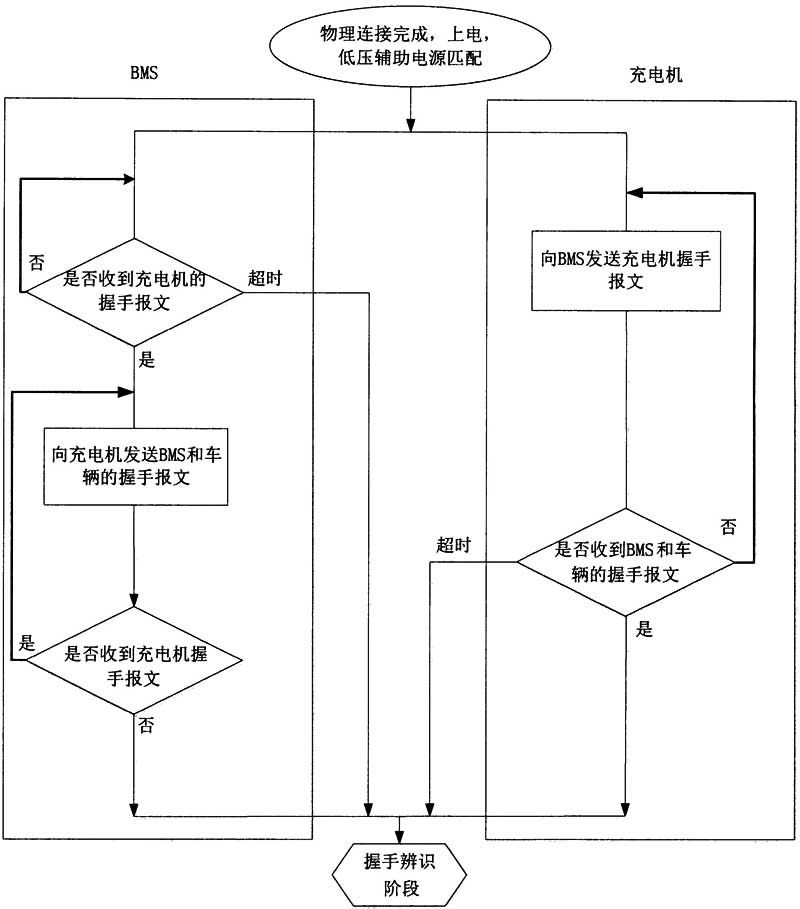 物理连接完成，上电，
低压辅助电源匹配
BMS
充电机
否
是否收到充电机的
握手报文
超时
是
向BMS发送充电机握手
报文
向充电机发送BMS和车
辆的握手报文
超时
是否收到BMS和车
辆的握手报文
否
是
是
是否收到充电机握
手报文
否
握手辨识
阶段